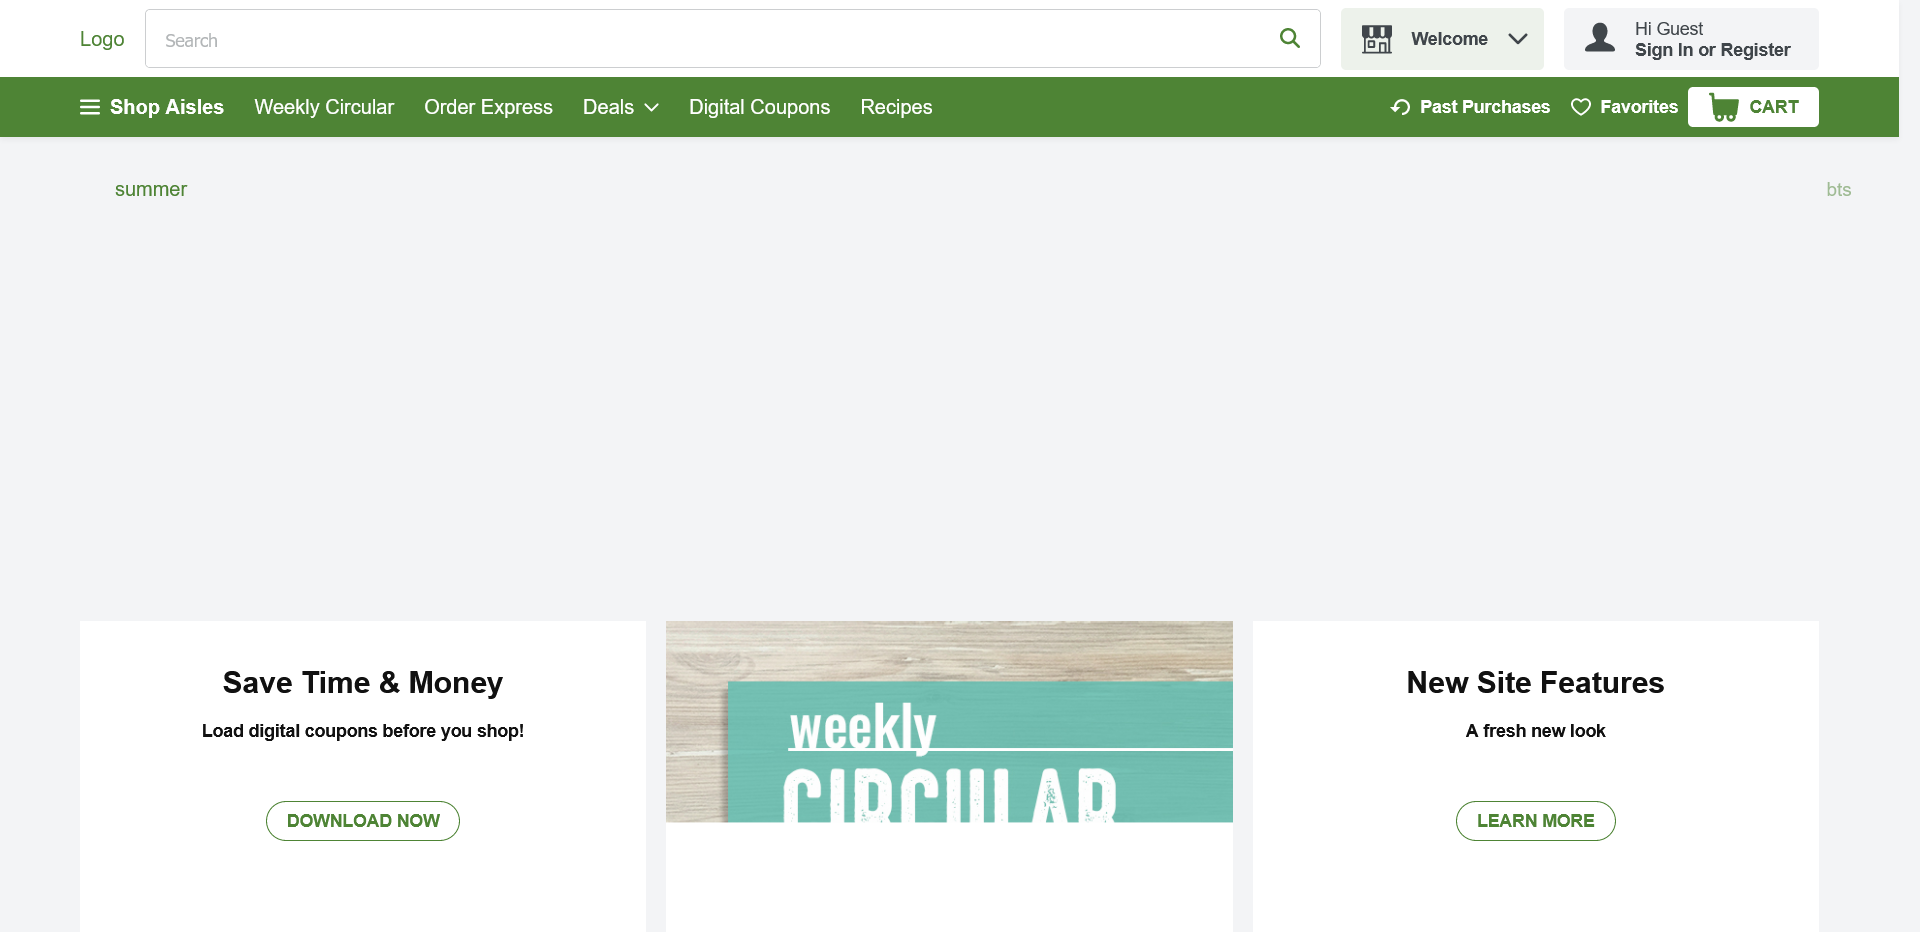 Logo
Search
Welcome
Hi Guest
Sign In or Register
Shop Aisles
Weekly Circular
Order Express
Deals
Digital Coupons
Recipes
Past Purchases
Favorites
CART
summer
bts
Save Time & Money
Load digital coupons before you shop!
DOWNLOAD NOW
weekly
CIRCULAR
New Site Features
A fresh new look
LEARN MORE